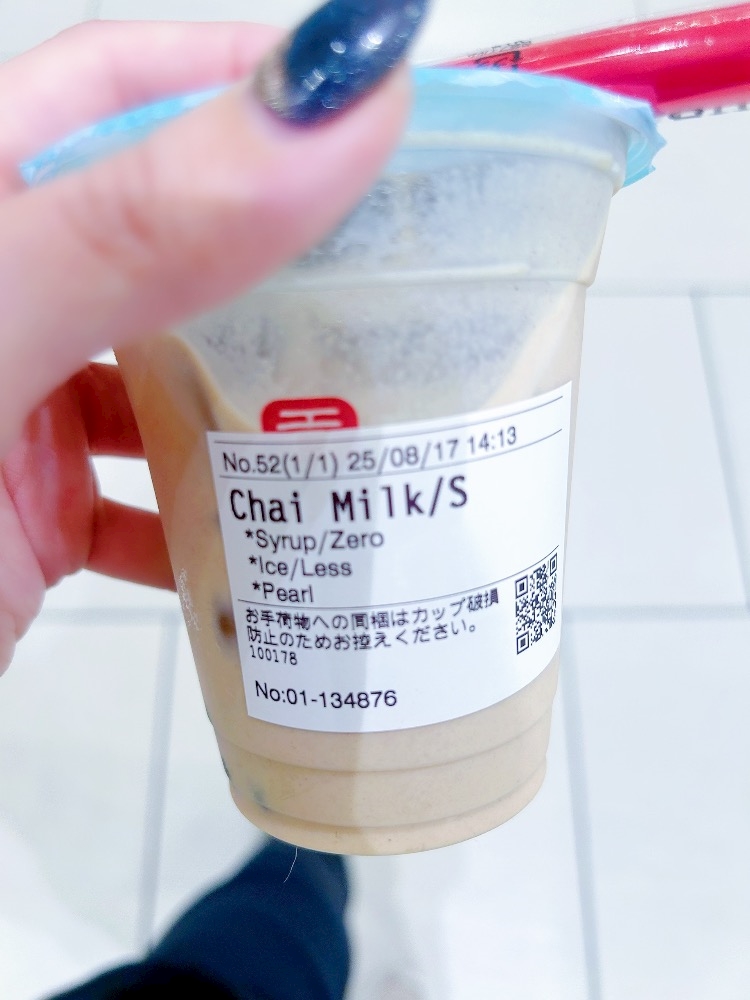 No.52(1/1) 25/08/17 14:13
Chai Milk/S
*Syrup/Zero
*Ice/Less
*Pearl
お手荷物への同梱はカップ破損
防止のためお控えください。
100178
No:01-134876